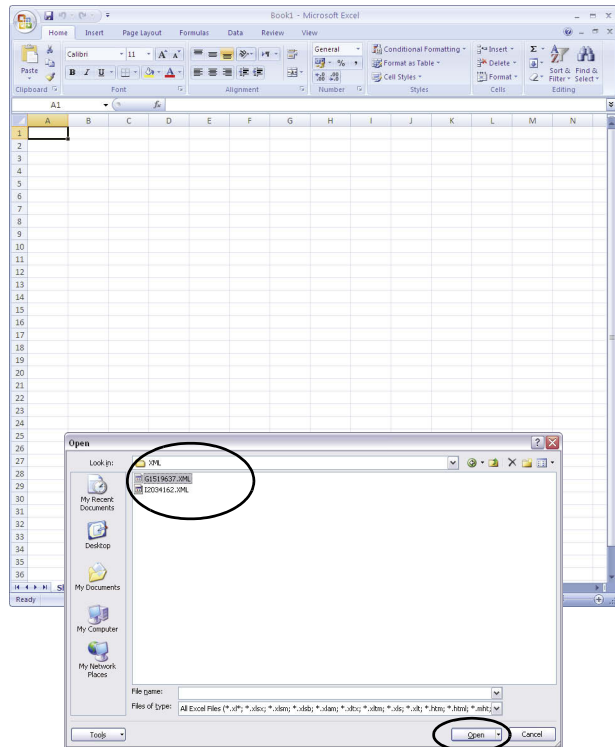 Book1 - Microsoft Excel
Home Insert Page Layout Formulas Data Review View
Paste
Calibri 11 A A
B I U A
General
% ,
Conditional Formatting
Format as Table
Cell Styles
Insert
Delete
Format
Σ
Sort & Filter
Find & Select
Clipboard Font Alignment Number Styles Cells Editing
A1 fx
A B C D E F G H I J K L M N
1
2
3
4
5
6
7
8
9
10
11
12
13
14
15
16
17
18
19
20
21
22
23
24
25
26
27
28
29
30
31
32
33
34
35
36
Ready
Open
Look in: XML
G1519637.XML
I2034162.XML
My Recent Documents
Desktop
My Documents
My Computer
My Network Places
File name:
Files of type: All Excel Files (*.xl*; *.xlsx; *.xlsm; *.xlsb; *.xlam; *.xltx; *.xltm; *.xls; *.xlt; *.htm; *.html; *.mht;
Tools Open Cancel